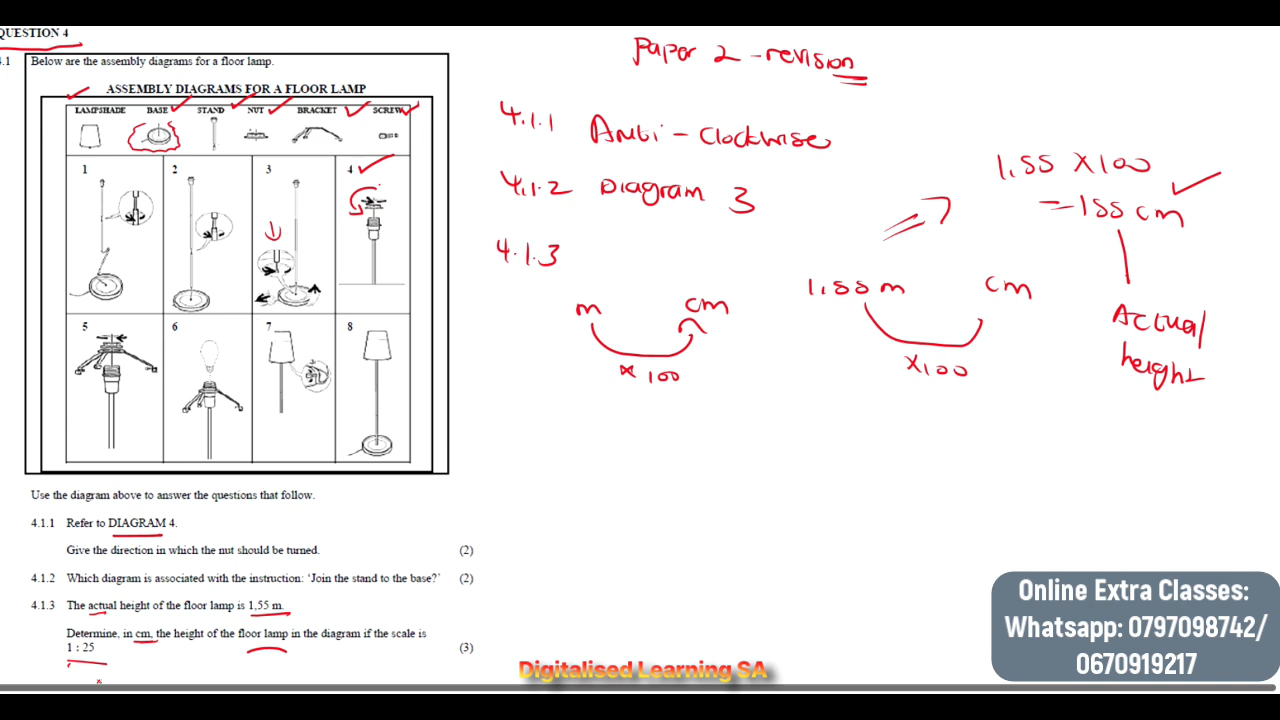 QUESTION 4
4.1 Below are the assembly diagrams for a floor lamp.
ASSEMBLY DIAGRAMS FOR A FLOOR LAMP
LAMPSHADE BASE STAND NUT BRACKET SCREW
1 2 3 4
5 6 7 8
Use the diagram above to answer the questions that follow.
4.1.1 Refer to DIAGRAM 4.
Give the direction in which the nut should be turned. (2)
4.1.2 Which diagram is associated with the instruction: ‘Join the stand to the base?’ (2)
4.1.3 The actual height of the floor lamp is 1,55 m.
Determine, in cm, the height of the floor lamp in the diagram if the scale is
1 : 25 (3)
Paper 2 - revision
4.1.1 Anti - clockwise
4.1.2 Diagram 3
4.1.3
m cm
× 100
1,55 m cm
×100
1,55 ×100
= 155 cm
Actual
height
Online Extra Classes:
Whatsapp: 0797098742/
0670919217
Digitalised Learning SA